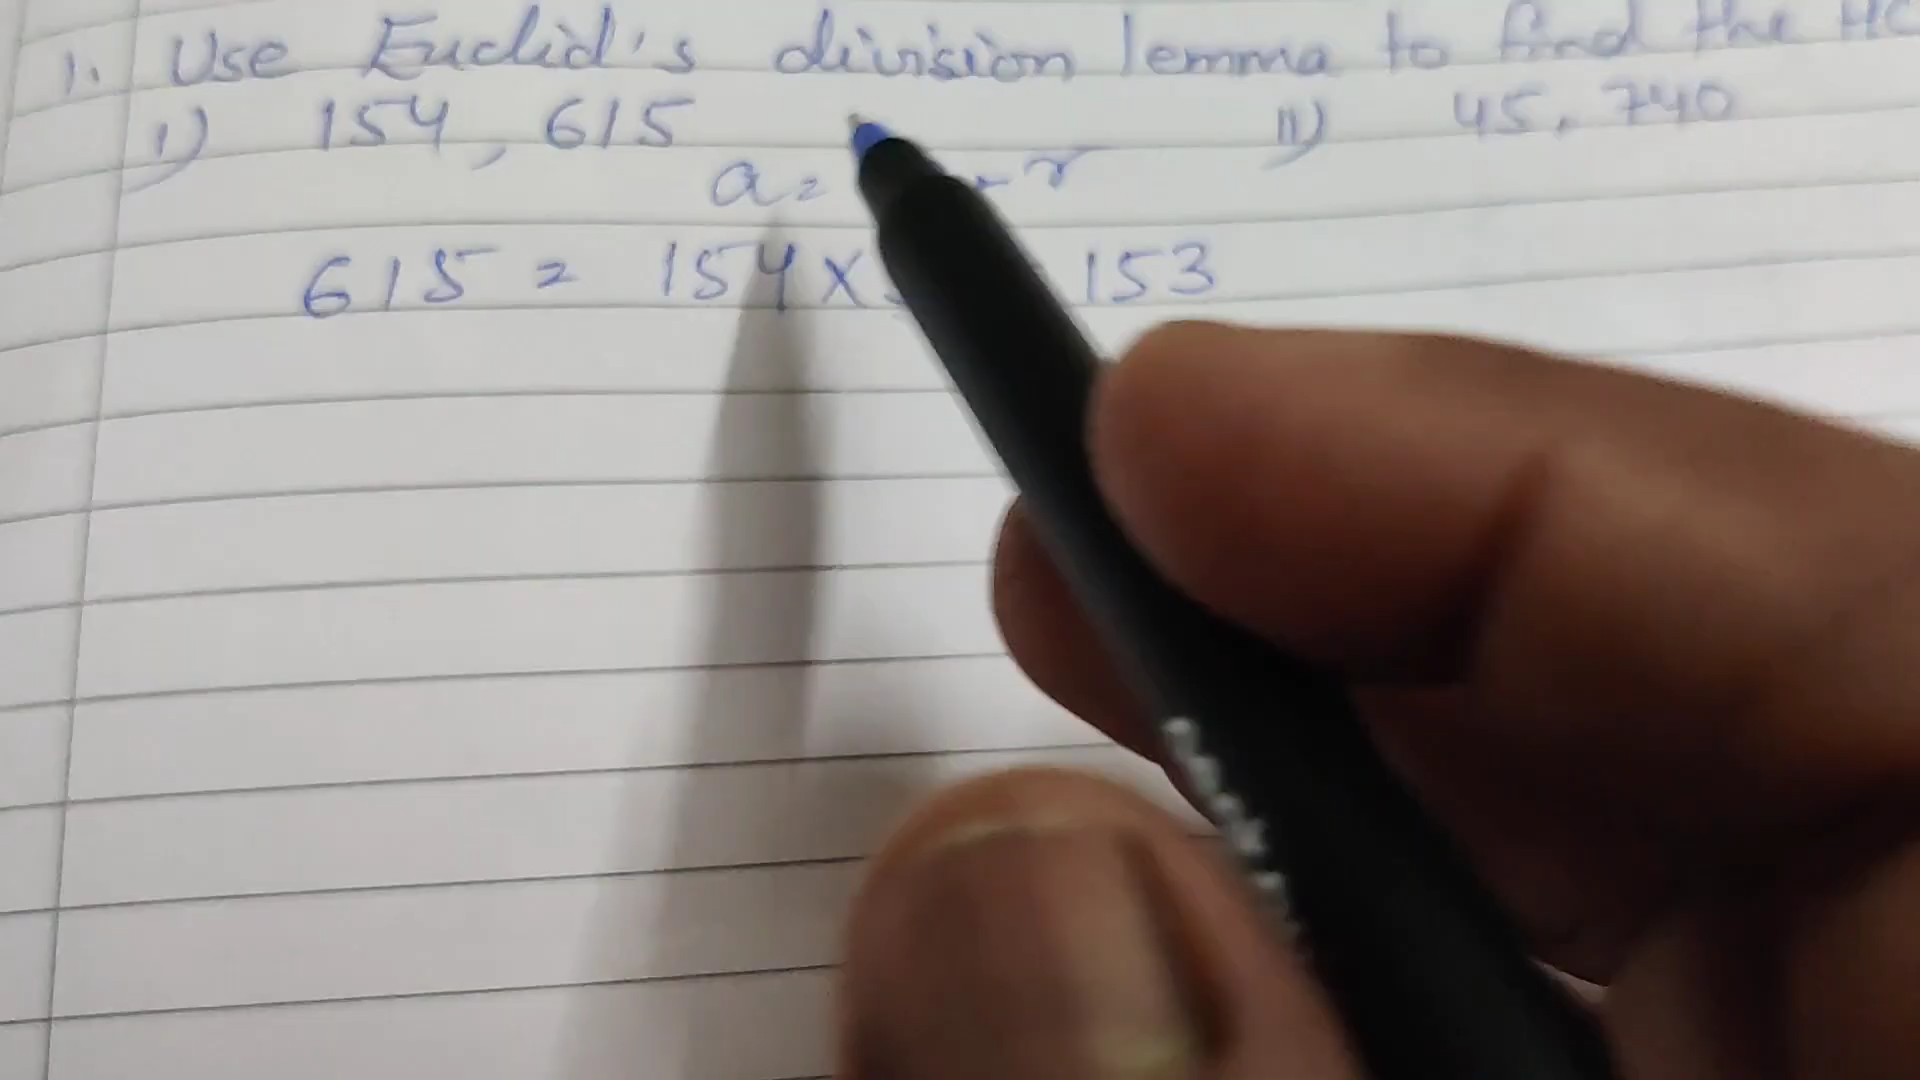 1. Use Euclid's division lemma to find the HC
i) 154, 615 ii) 45, 740
a = r
615 = 154 x 153